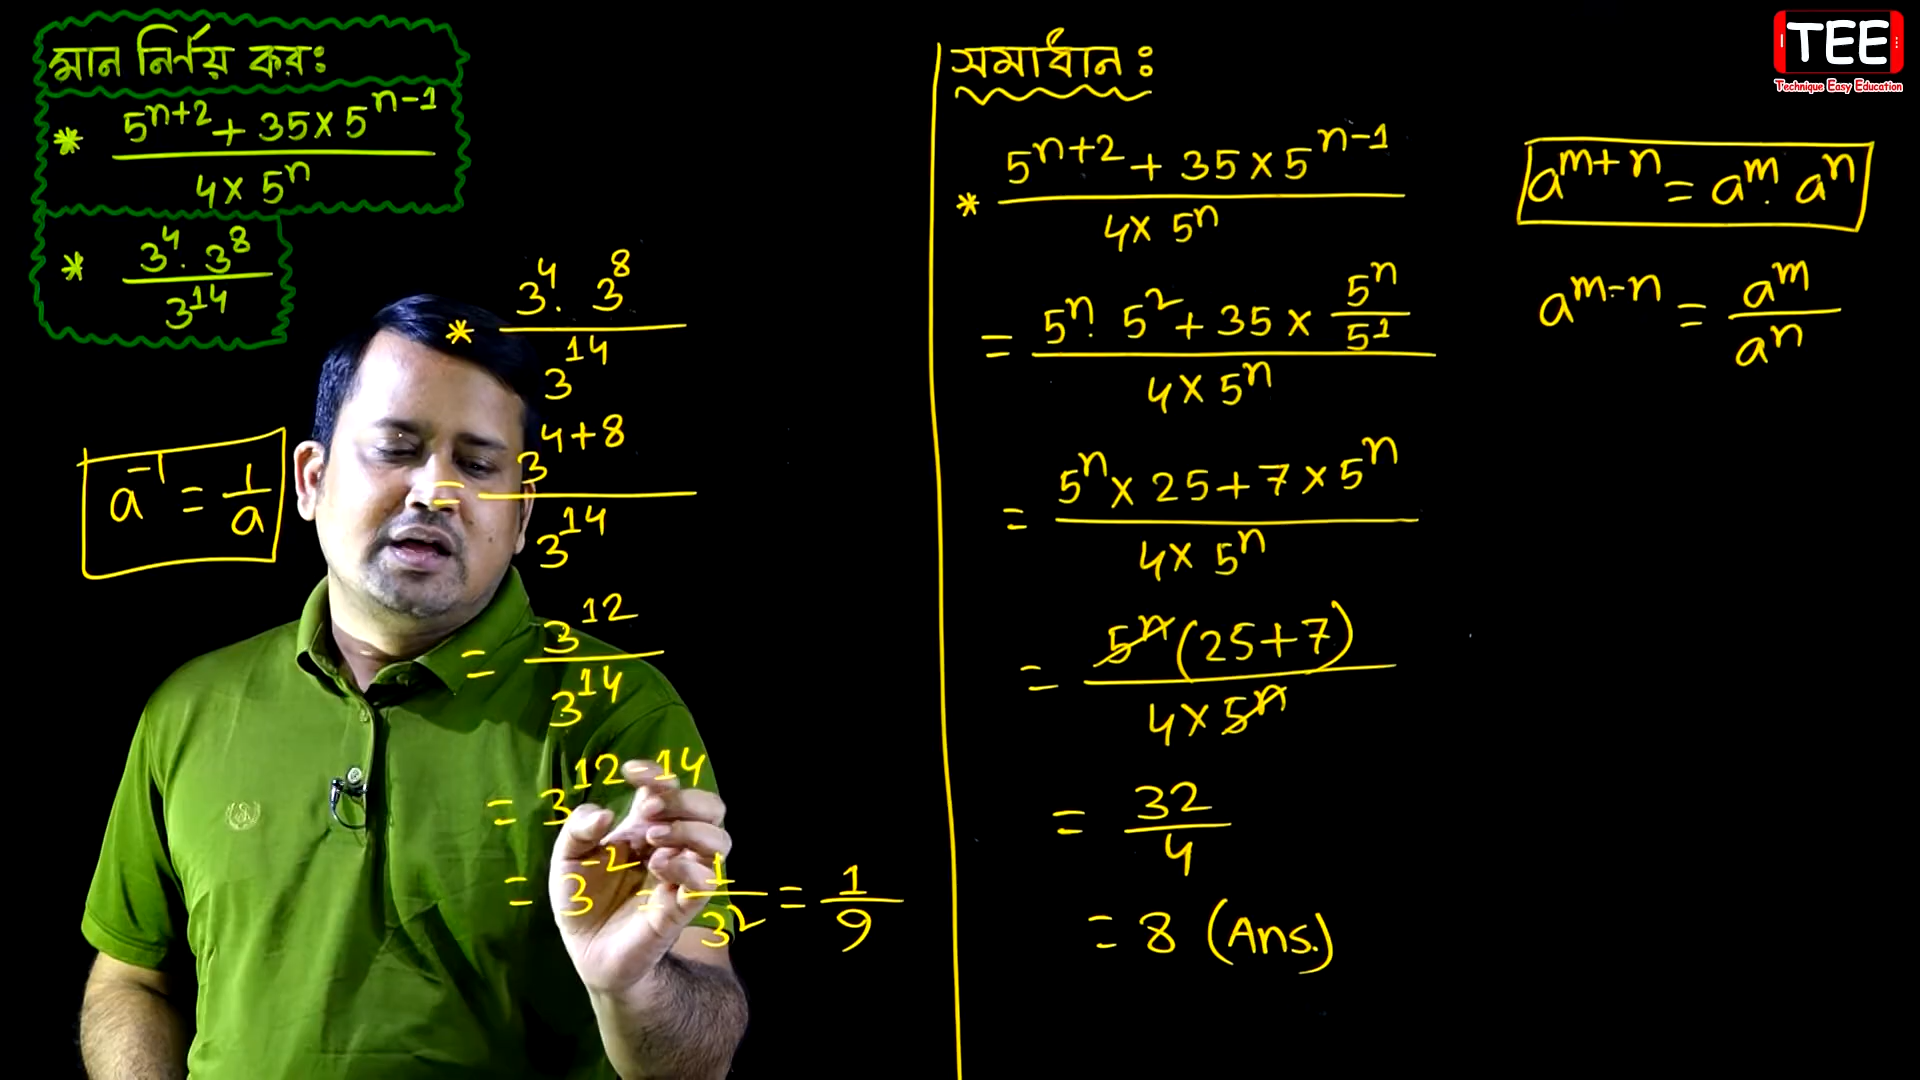 মান নির্ণয় করঃ
* (5^{n+2} + 35 × 5^{n-1}) / (4 × 5^n)
* (3^4 . 3^8) / 3^{14}
a^{-1} = 1/a
* (3^4 . 3^8) / 3^{14}
= 3^{4+8} / 3^{14}
= 3^{12} / 3^{14}
= 3^{12-14}
= 3^{-2} = 1/3^2 = 1/9
সমাধান ঃ
* (5^{n+2} + 35 × 5^{n-1}) / (4 × 5^n)
= (5^n . 5^2 + 35 × 5^n/5^1) / (4 × 5^n)
= (5^n × 25 + 7 × 5^n) / (4 × 5^n)
= 5^n (25 + 7) / (4 × 5^n)
= 32 / 4
= 8 (Ans.)
a^{m+n} = a^m . a^n
a^{m-n} = a^m / a^n
TEE
Technique Easy Education